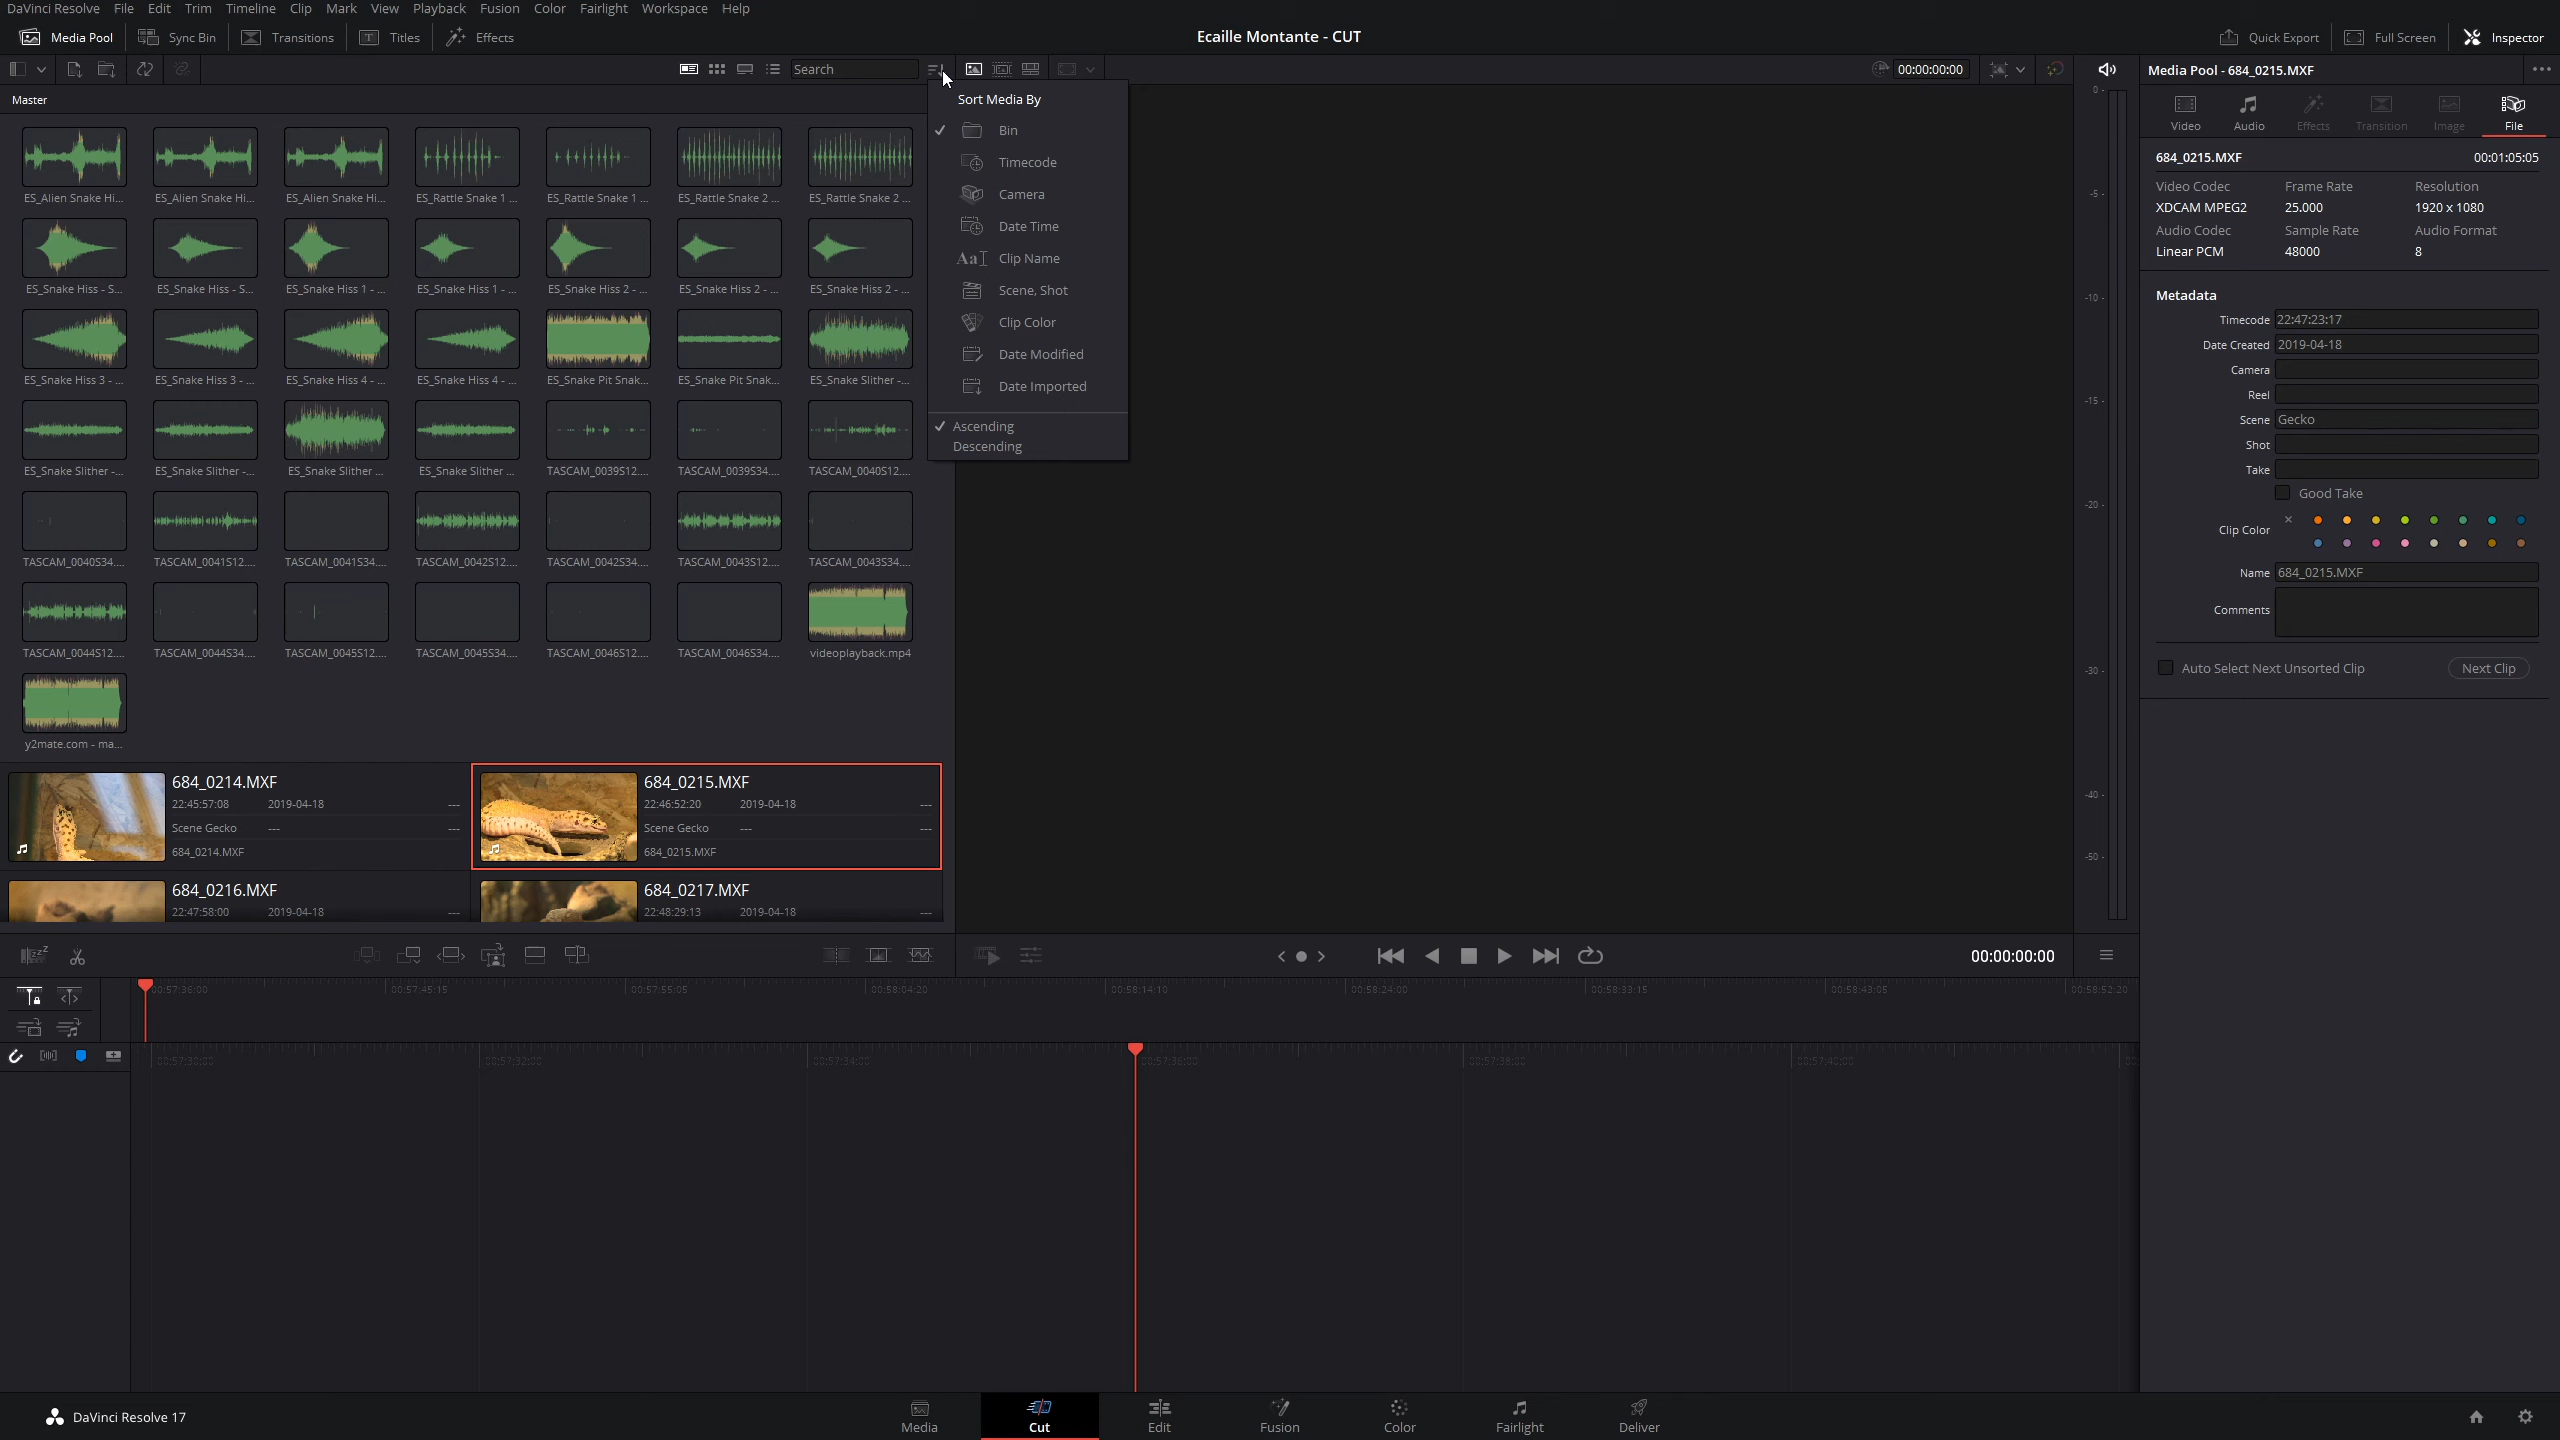 DaVinci Resolve File Edit Trim Timeline Clip Mark View Playback Fusion Color Fairlight Workspace Help
Media Pool Sync Bin Transitions Titles Effects
Ecaille Montante - CUT
Quick Export Full Screen Inspector
Search
00:00:00:00
Media Pool - 684_0215.MXF
Master
Sort Media By
Bin
Timecode
Camera
Date Time
Clip Name
Scene, Shot
Clip Color
Date Modified
Date Imported
Ascending
Descending
ES_Alien Snake Hi... ES_Alien Snake Hi... ES_Alien Snake Hi... ES_Rattle Snake 1 ... ES_Rattle Snake 1 ... ES_Rattle Snake 2 ... ES_Rattle Snake 2 ...
ES_Snake Hiss - S... ES_Snake Hiss - S... ES_Snake Hiss 1 - ... ES_Snake Hiss 1 - ... ES_Snake Hiss 2 - ... ES_Snake Hiss 2 - ... ES_Snake Hiss 2 - ...
ES_Snake Hiss 3 - ... ES_Snake Hiss 3 - ... ES_Snake Hiss 4 - ... ES_Snake Hiss 4 - ... ES_Snake Pit Snak... ES_Snake Pit Snak... ES_Snake Slither -...
ES_Snake Slither -... ES_Snake Slither -... ES_Snake Slither ... ES_Snake Slither ... TASCAM_0039S12.... TASCAM_0039S34.... TASCAM_0040S12....
TASCAM_0040S34.... TASCAM_0041S12.... TASCAM_0041S34.... TASCAM_0042S12.... TASCAM_0042S34.... TASCAM_0043S12.... TASCAM_0043S34....
TASCAM_0044S12.... TASCAM_0044S34.... TASCAM_0045S12.... TASCAM_0045S34.... TASCAM_0046S12.... TASCAM_0046S34.... videoplayback.mp4
y2mate.com - ma...
684_0214.MXF
22:45:57:08 2019-04-18 ---
Scene Gecko --- ---
684_0214.MXF
684_0215.MXF
22:46:52:20 2019-04-18 ---
Scene Gecko --- ---
684_0215.MXF
684_0216.MXF
22:47:58:00 2019-04-18 ---
684_0217.MXF
22:48:29:13 2019-04-18 ---
0 -
-5 -
-10 -
-15 -
-20 -
-30 -
-40 -
-50 -
Video Audio Effects Transition Image File
684_0215.MXF 00:01:05:05
Video Codec Frame Rate Resolution
XDCAM MPEG2 25.000 1920 x 1080
Audio Codec Sample Rate Audio Format
Linear PCM 48000 8
Metadata
Timecode 22:47:23:17
Date Created 2019-04-18
Camera
Reel
Scene Gecko
Shot
Take
Good Take
Clip Color
Name 684_0215.MXF
Comments
Auto Select Next Unsorted Clip Next Clip
00:00:00:00
00:57:36:00 00:57:45:15 00:57:55:05 00:58:04:20 00:58:14:10 00:58:24:00 00:58:33:15 00:58:43:05 00:58:52:20
00:57:30:00 00:57:32:00 00:57:34:00 00:57:36:00 00:57:38:00 00:57:40:00
DaVinci Resolve 17
Media Cut Edit Fusion Color Fairlight Deliver